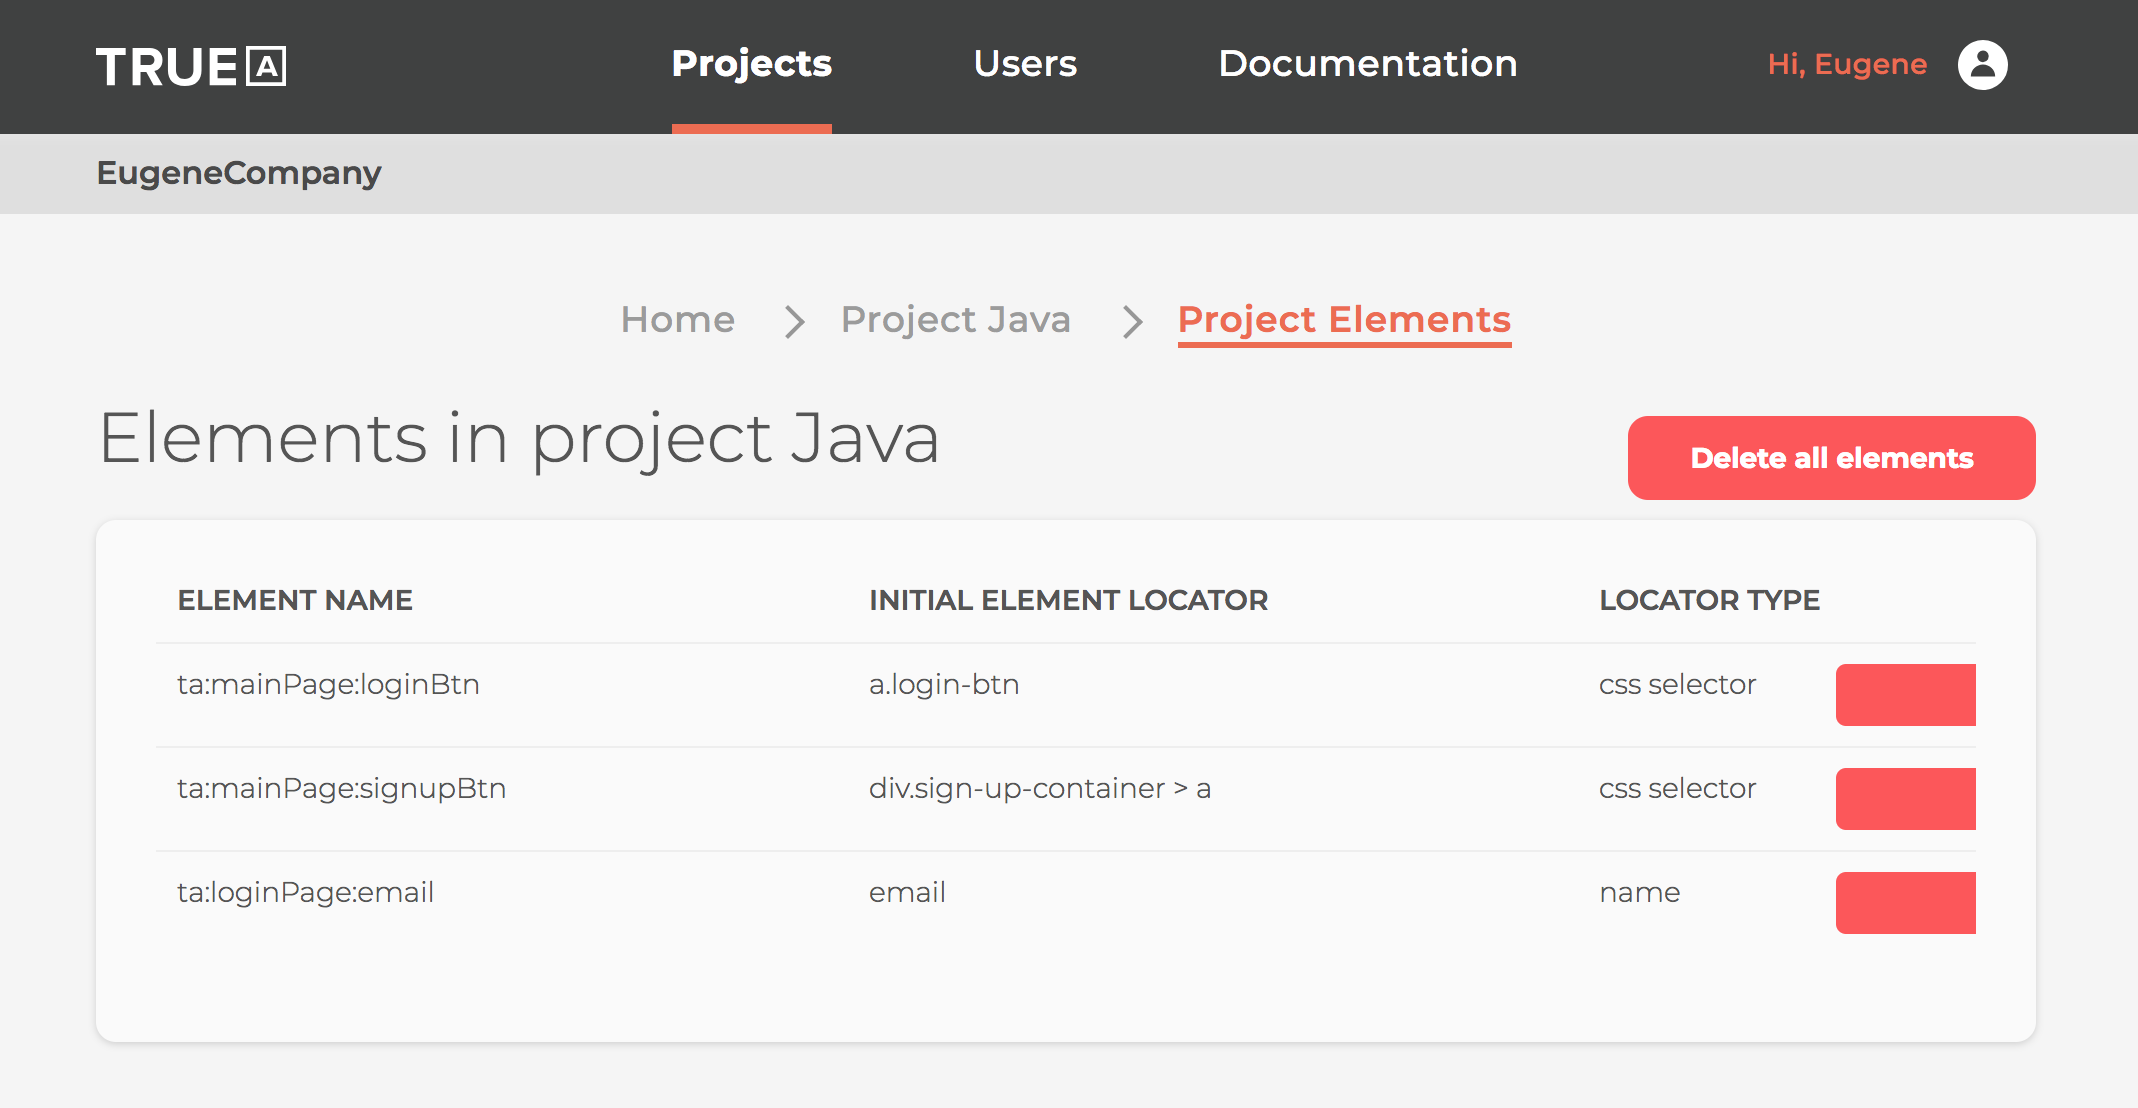 TRUE A Projects Users Documentation Hi, Eugene
EugeneCompany
Home Project Java Project Elements
Elements in project Java
Delete all elements
ELEMENT NAME INITIAL ELEMENT LOCATOR LOCATOR TYPE
ta:mainPage:loginBtn a.login-btn css selector
ta:mainPage:signupBtn div.sign-up-container > a css selector
ta:loginPage:email email name